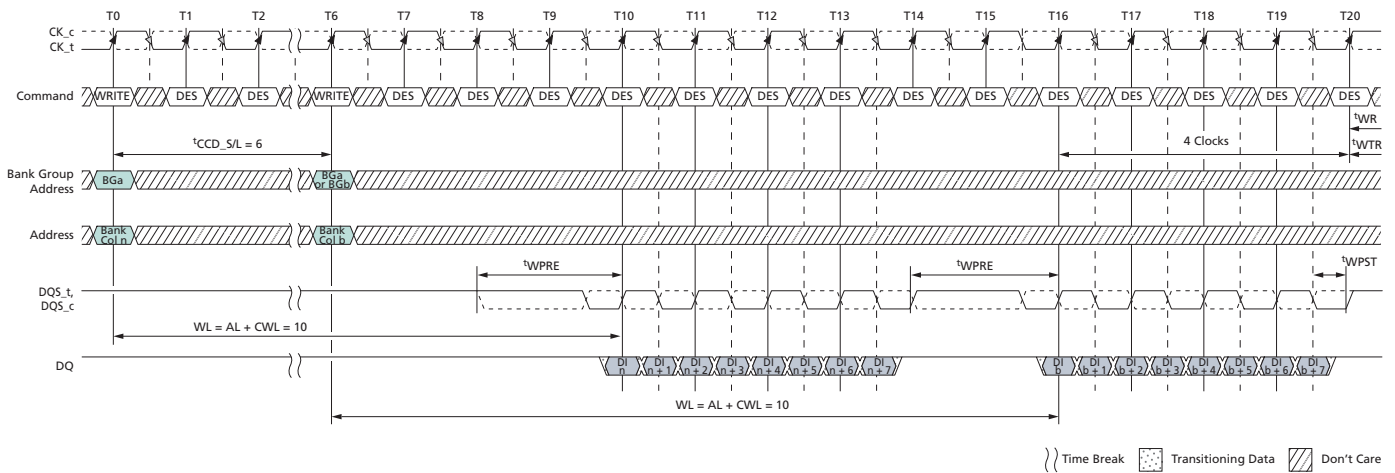 T0 T1 T2 T6 T7 T8 T9 T10 T11 T12 T13 T14 T15 T16 T17 T18 T19 T20
CK_c
CK_t
Command WRITE DES DES WRITE DES DES DES DES DES DES DES DES DES DES DES DES DES DES
tWR
tCCD_S/L = 6
4 Clocks
tWTR
Bank Group
Address
BGa
BGa
or BGb
Address
Bank
Col n
Bank
Col b
tWPRE
tWPRE
tWPST
DQS_t,
DQS_c
WL = AL + CWL = 10
DQ
DI
n
DI
n + 1
DI
n + 2
DI
n + 3
DI
n + 4
DI
n + 5
DI
n + 6
DI
n + 7
DI
b
DI
b + 1
DI
b + 2
DI
b + 3
DI
b + 4
DI
b + 5
DI
b + 6
DI
b + 7
WL = AL + CWL = 10
Time Break Transitioning Data Don't Care